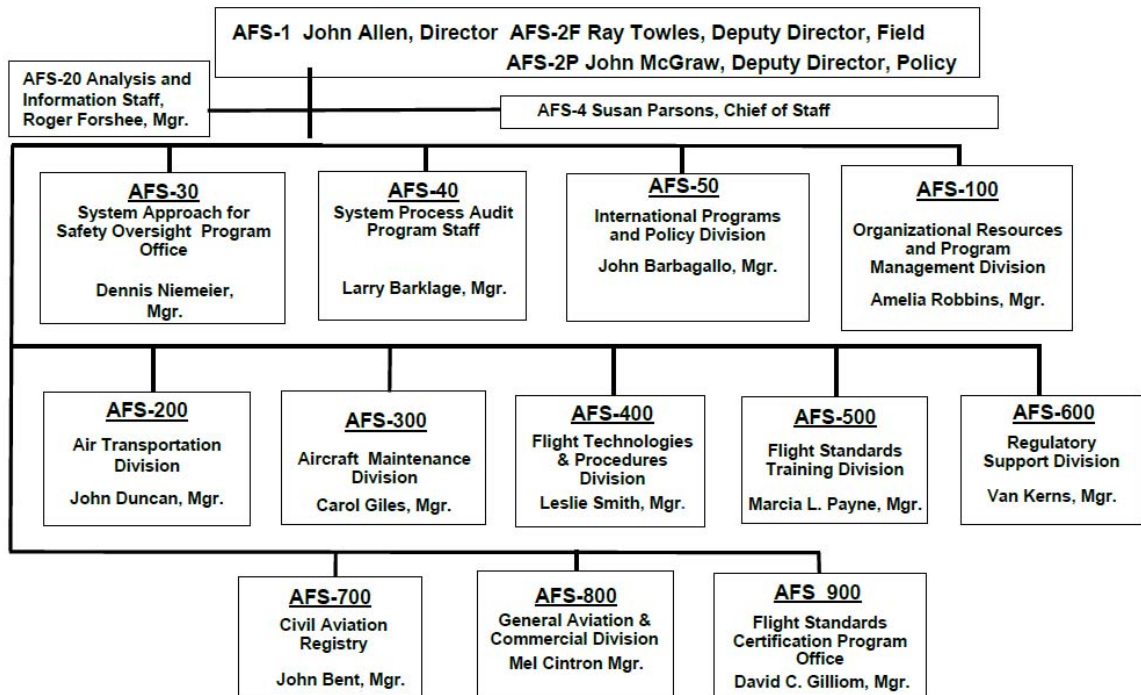 AFS-1 John Allen, Director AFS-2F Ray Towles, Deputy Director, Field
AFS-2P John McGraw, Deputy Director, Policy
AFS-20 Analysis and
Information Staff,
Roger Forshee, Mgr.
AFS-4 Susan Parsons, Chief of Staff
AFS-30
System Approach for
Safety Oversight Program
Office
Dennis Niemeier,
Mgr.
AFS-40
System Process Audit
Program Staff
Larry Barklage, Mgr.
AFS-50
International Programs
and Policy Division
John Barbagallo, Mgr.
AFS-100
Organizational Resources
and Program
Management Division
Amelia Robbins, Mgr.
AFS-200
Air Transportation
Division
John Duncan, Mgr.
AFS-300
Aircraft Maintenance
Division
Carol Giles, Mgr.
AFS-400
Flight Technologies
& Procedures
Division
Leslie Smith, Mgr.
AFS-500
Flight Standards
Training Division
Marcia L. Payne, Mgr.
AFS-600
Regulatory
Support Division
Van Kerns, Mgr.
AFS-700
Civil Aviation
Registry
John Bent, Mgr.
AFS-800
General Aviation &
Commercial Division
Mel Cintron Mgr.
AFS 900
Flight Standards
Certification Program
Office
David C. Gilliom, Mgr.